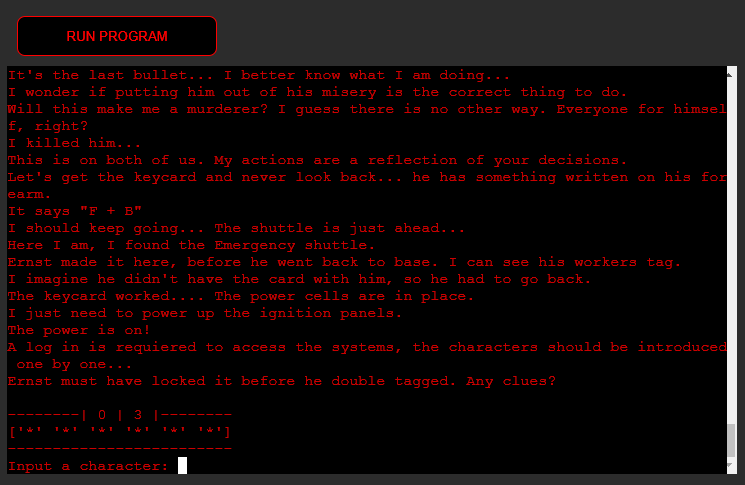 RUN PROGRAM
It's the last bullet... I better know what I am doing...
I wonder if putting him out of his misery is the correct thing to do.
Will this make me a murderer? I guess there is no other way. Everyone for himsel
f, right?
I killed him...
This is on both of us. My actions are a reflection of your decisions.
Let's get the keycard and never look back... he has something written on his for
earm.
It says "F + B"
I should keep going... The shuttle is just ahead...
Here I am, I found the Emergency shuttle.
Ernst made it here, before he went back to base. I can see his workers tag.
I imagine he didn't have the card with him, so he had to go back.
The keycard worked.... The power cells are in place.
I just need to power up the ignition panels.
The power is on!
A log in is requiered to access the systems, the characters should be introduced
 one by one...
Ernst must have locked it before he double tagged. Any clues?
--------| 0 | 3 |--------
['*' '*' '*' '*' '*' '*']
-------------------------
Input a character: